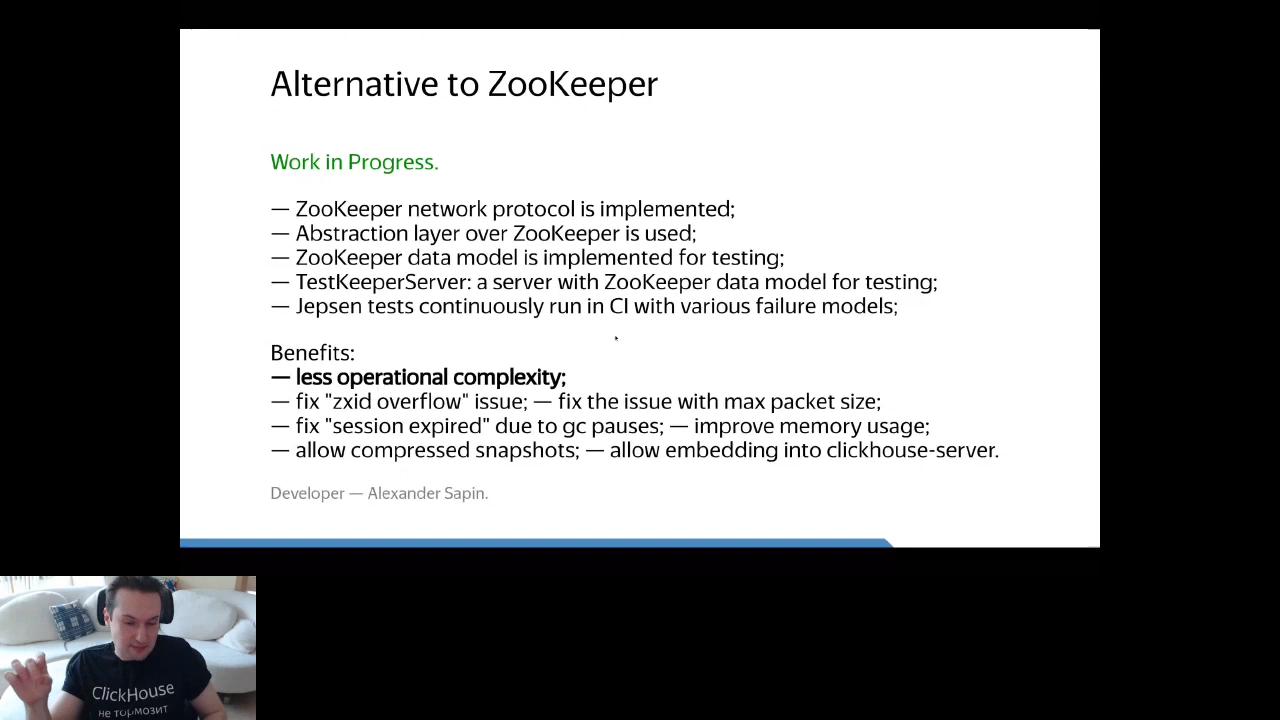 Alternative to ZooKeeper
Work in Progress.
— ZooKeeper network protocol is implemented;
— Abstraction layer over ZooKeeper is used;
— ZooKeeper data model is implemented for testing;
— TestKeeperServer: a server with ZooKeeper data model for testing;
— Jepsen tests continuously run in CI with various failure models;
Benefits:
— less operational complexity;
— fix "zxid overflow" issue; — fix the issue with max packet size;
— fix "session expired" due to gc pauses; — improve memory usage;
— allow compressed snapshots; — allow embedding into clickhouse-server.
Developer — Alexander Sapin.
ClickHouse
не тормозит